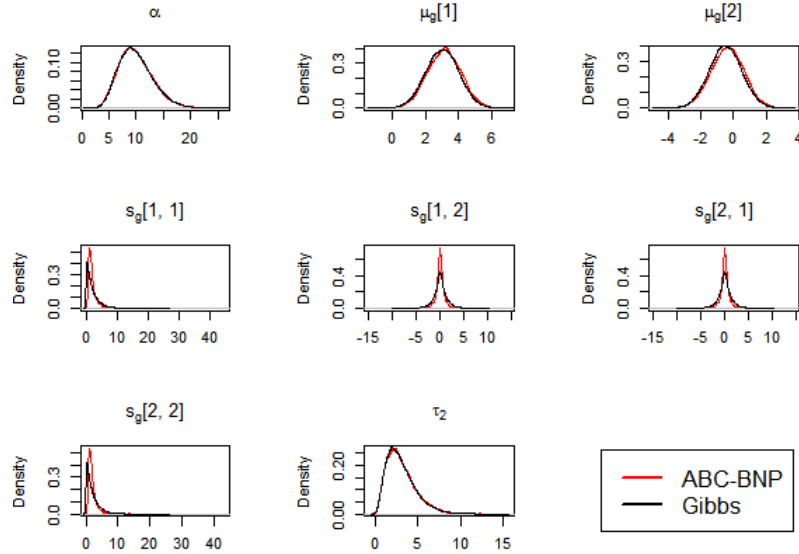 α
μg[1]
μg[2]
Density
0.00 0.10
0 5 10 20
Density
0.0 0.3
0 2 4 6
Density
0.0 0.3
-4 -2 0 2 4
sg[1, 1]
sg[1, 2]
sg[2, 1]
Density
0.0 0.3
0 10 20 30 40
Density
0.0 0.4
-15 -5 0 5 10
Density
0.0 0.4
-15 -5 0 5 10
sg[2, 2]
τ2
Density
0.0 0.3
0 10 20 30 40
Density
0.00 0.20
0 5 10 15
ABC-BNP
Gibbs